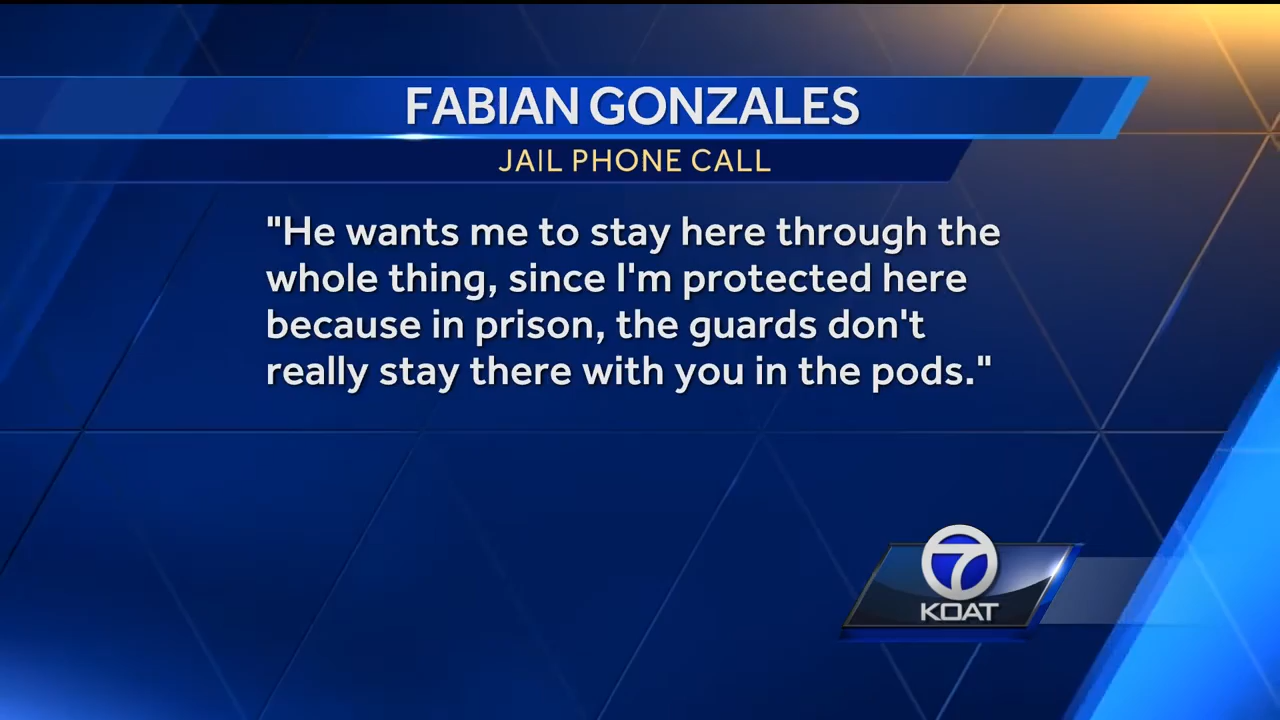 FABIAN GONZALES
JAIL PHONE CALL
"He wants me to stay here through the
whole thing, since I'm protected here
because in prison, the guards don't
really stay there with you in the pods."
7
KOAT